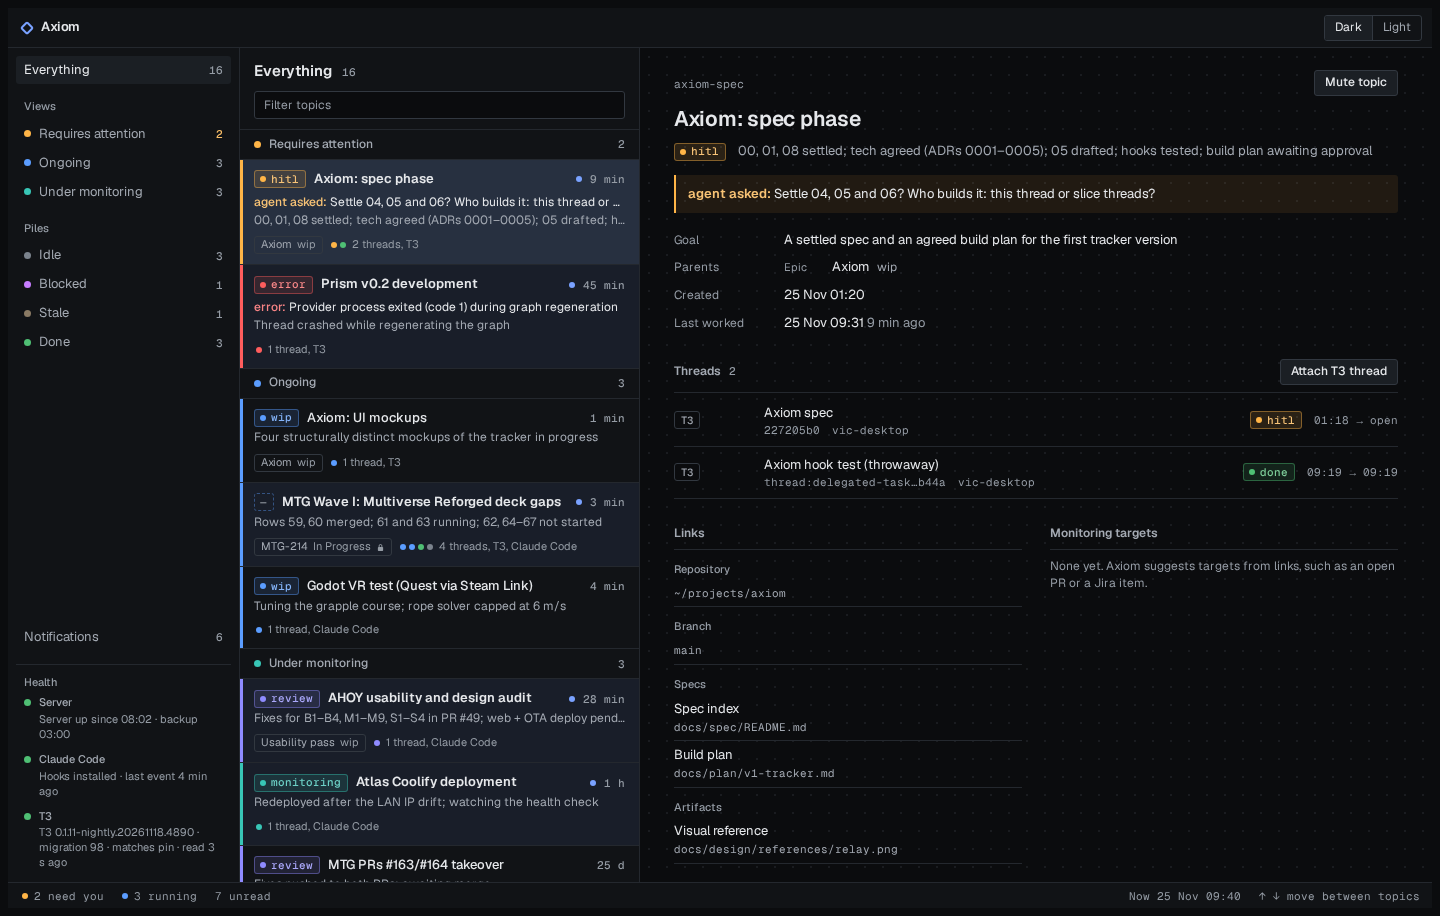 Axiom
Dark
Light
Everything 16
Views
Requires attention 2
Ongoing 3
Under monitoring 3
Piles
Idle 3
Blocked 1
Stale 1
Done 3
Notifications 6
Health
Server
Server up since 08:02 · backup
03:00
Claude Code
Hooks installed · last event 4 min
ago
T3
T3 0.1.11-nightly.20261118.4890 ·
migration 98 · matches pin · read 3
s ago
Everything 16
Filter topics
Requires attention 2
hitl Axiom: spec phase 9 min
agent asked: Settle 04, 05 and 06? Who builds it: this thread or …
00, 01, 08 settled; tech agreed (ADRs 0001–0005); 05 drafted; h…
Axiom wip 2 threads, T3
error Prism v0.2 development 45 min
error: Provider process exited (code 1) during graph regeneration
Thread crashed while regenerating the graph
1 thread, T3
Ongoing 3
wip Axiom: UI mockups 1 min
Four structurally distinct mockups of the tracker in progress
Axiom wip 1 thread, T3
— MTG Wave I: Multiverse Reforged deck gaps 3 min
Rows 59, 60 merged; 61 and 63 running; 62, 64–67 not started
MTG-214 In Progress 4 threads, T3, Claude Code
wip Godot VR test (Quest via Steam Link) 4 min
Tuning the grapple course; rope solver capped at 6 m/s
1 thread, Claude Code
Under monitoring 3
review AHOY usability and design audit 28 min
Fixes for B1–B4, M1–M9, S1–S4 in PR #49; web + OTA deploy pend…
Usability pass wip 1 thread, Claude Code
monitoring Atlas Coolify deployment 1 h
Redeployed after the LAN IP drift; watching the health check
1 thread, Claude Code
review MTG PRs #163/#164 takeover 25 d
axiom-spec
Mute topic
Axiom: spec phase
hitl 00, 01, 08 settled; tech agreed (ADRs 0001–0005); 05 drafted; hooks tested; build plan awaiting approval
agent asked: Settle 04, 05 and 06? Who builds it: this thread or slice threads?
Goal A settled spec and an agreed build plan for the first tracker version
Parents Epic Axiom wip
Created 25 Nov 01:20
Last worked 25 Nov 09:31 9 min ago
Threads 2
Attach T3 thread
T3 Axiom spec hitl 01:18 → open
227205b0 vic-desktop
T3 Axiom hook test (throwaway) done 09:19 → 09:19
thread:delegated-task…b44a vic-desktop
Links
Repository
~/projects/axiom
Branch
main
Specs
Spec index
docs/spec/README.md
Build plan
docs/plan/v1-tracker.md
Artifacts
Visual reference
docs/design/references/relay.png
Monitoring targets
None yet. Axiom suggests targets from links, such as an open
PR or a Jira item.
2 need you 3 running 7 unread
Now 25 Nov 09:40 ↑ ↓ move between topics